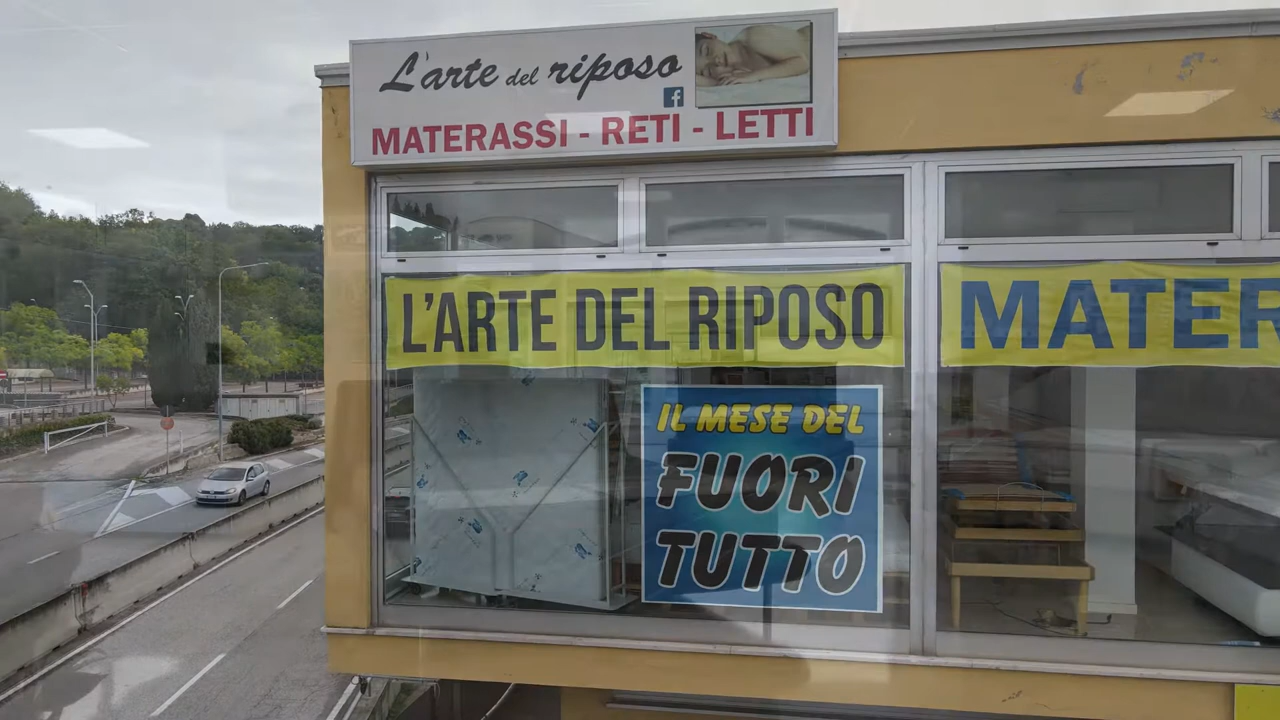 L'arte del riposo
f
MATERASSI - RETI - LETTI
L'ARTE DEL RIPOSO
MATER
IL MESE DEL
FUORI
TUTTO